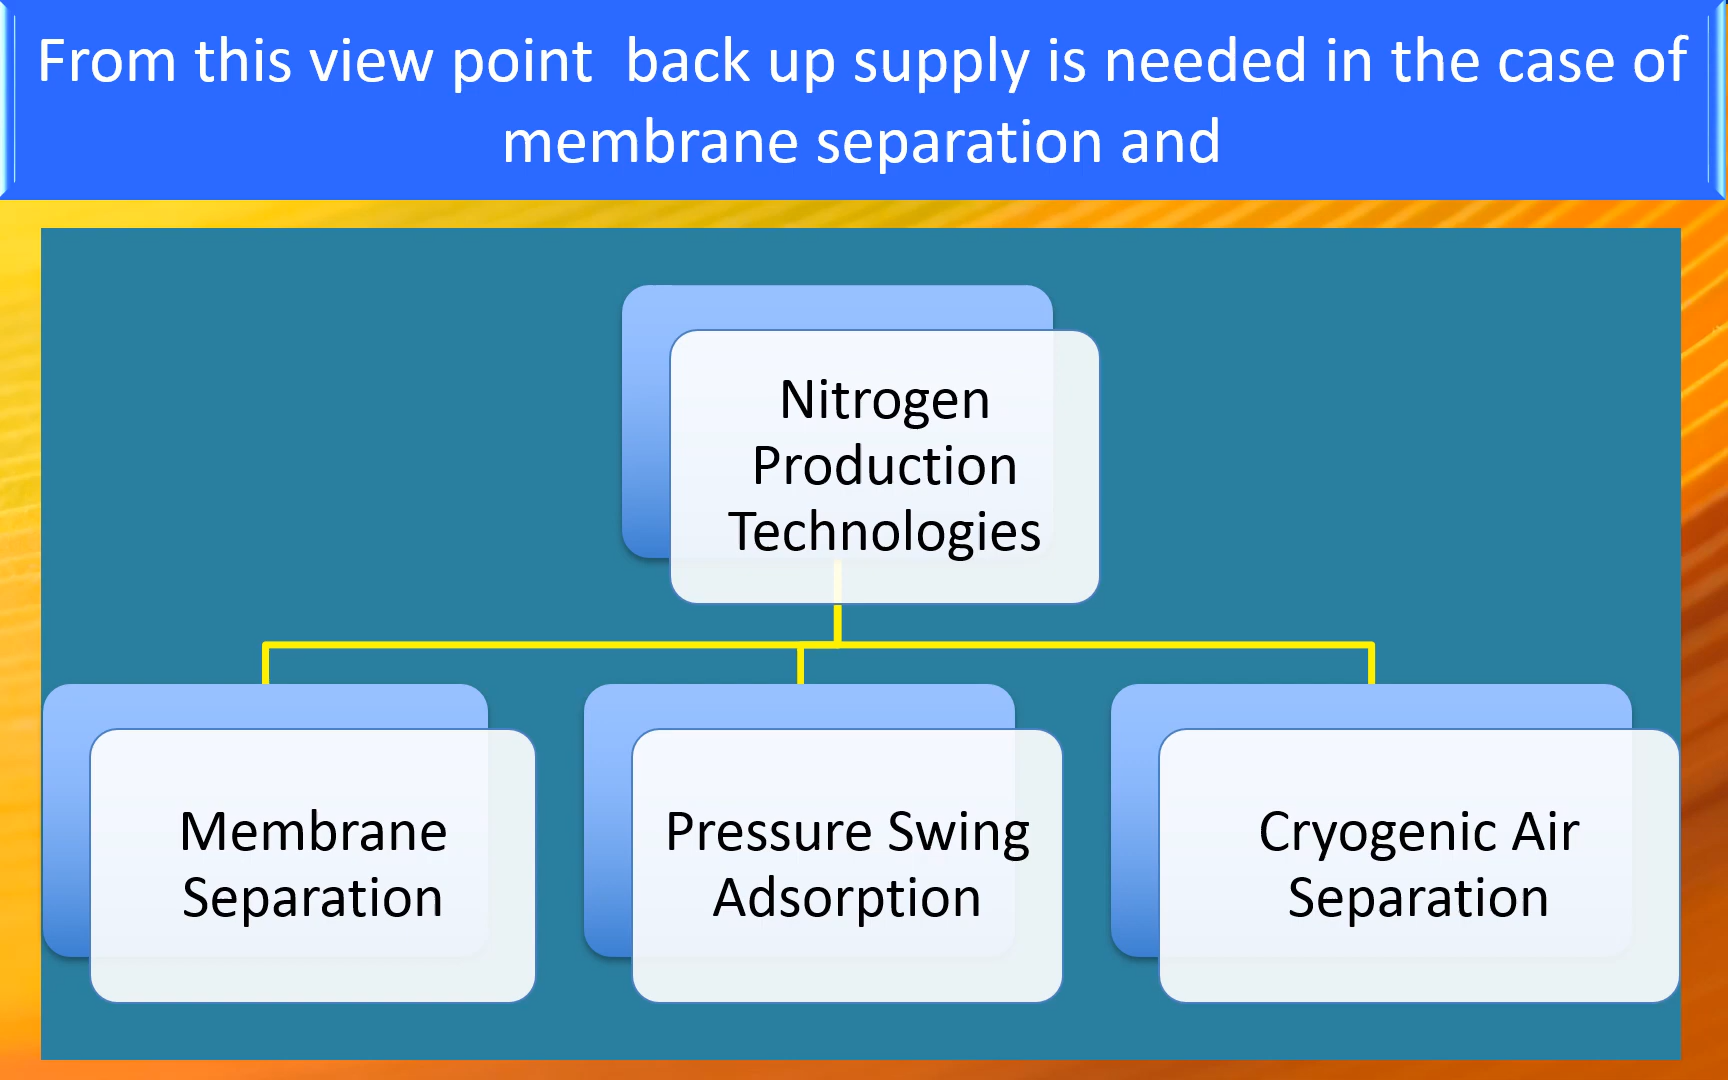 From this view point  back up supply is needed in the case of
membrane separation and
Nitrogen
Production
Technologies
Membrane
Separation
Pressure Swing
Adsorption
Cryogenic Air
Separation